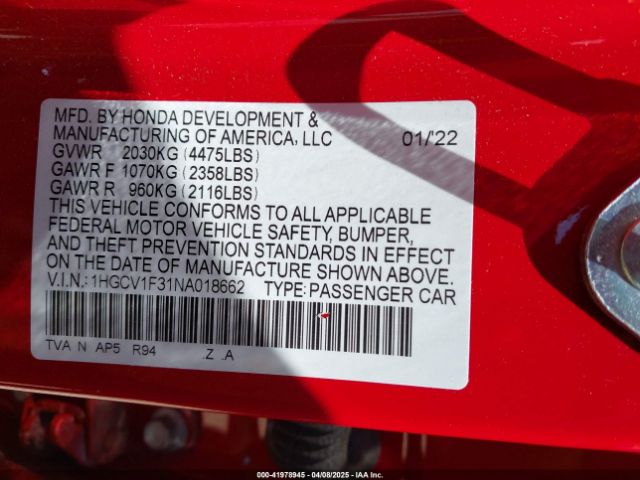 MFD. BY HONDA DEVELOPMENT &
MANUFACTURING OF AMERICA, LLC 01/'22
GVWR 2030KG (4475LBS)
GAWR F 1070KG (2358LBS)
GAWR R 960KG (2116LBS)
THIS VEHICLE CONFORMS TO ALL APPLICABLE
FEDERAL MOTOR VEHICLE SAFETY, BUMPER,
AND THEFT PREVENTION STANDARDS IN EFFECT
ON THE DATE OF MANUFACTURE SHOWN ABOVE.
V.I.N.: 1HGCV1F31NA018662 TYPE: PASSENGER CAR
TVA N AP5 R94 .Z .A
000-41978945 04/08/2025 - IAA Inc. (™)